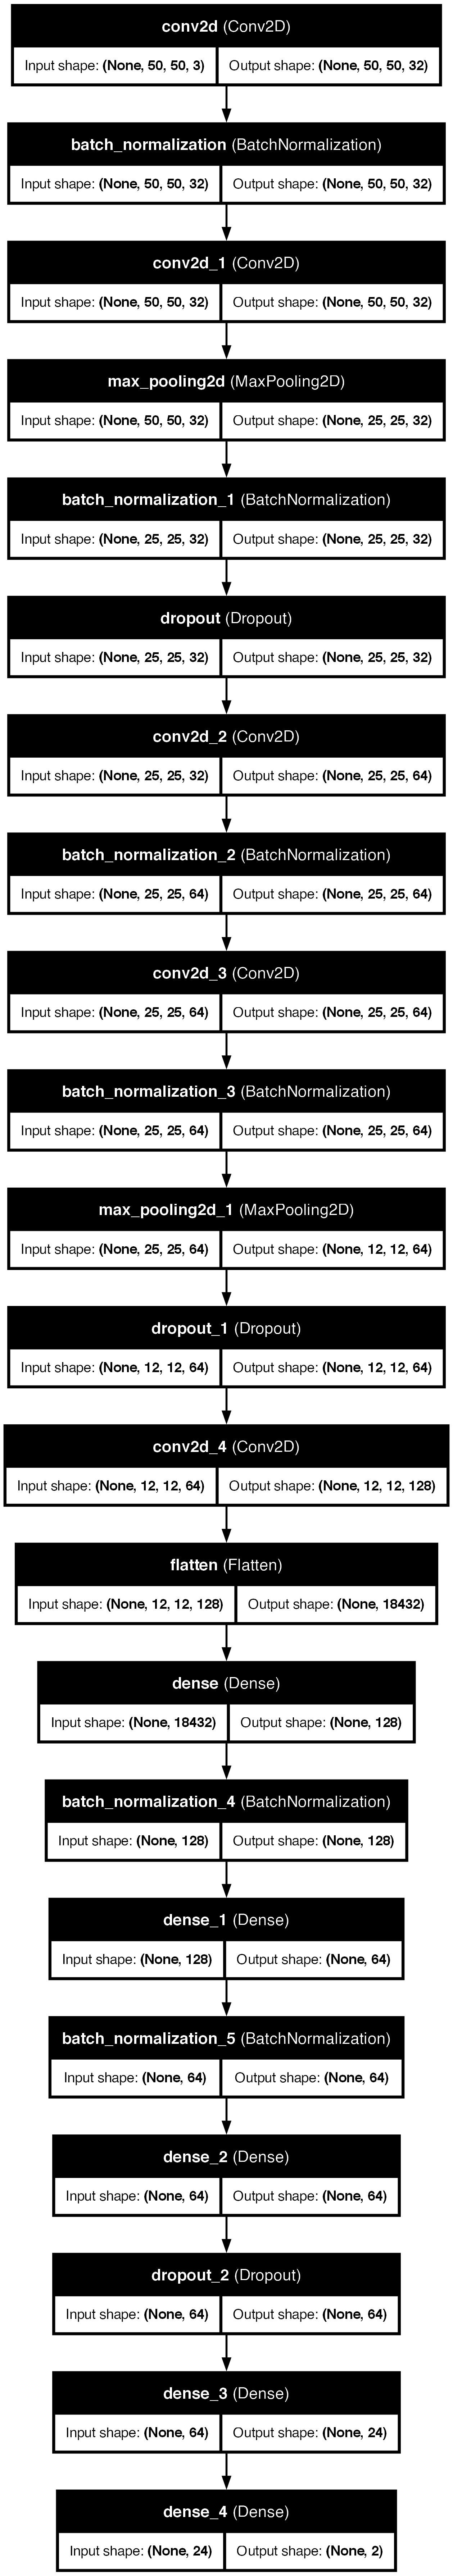 conv2d (Conv2D)
Input shape: (None, 50, 50, 3) Output shape: (None, 50, 50, 32)
batch_normalization (BatchNormalization)
Input shape: (None, 50, 50, 32) Output shape: (None, 50, 50, 32)
conv2d_1 (Conv2D)
Input shape: (None, 50, 50, 32) Output shape: (None, 50, 50, 32)
max_pooling2d (MaxPooling2D)
Input shape: (None, 50, 50, 32) Output shape: (None, 25, 25, 32)
batch_normalization_1 (BatchNormalization)
Input shape: (None, 25, 25, 32) Output shape: (None, 25, 25, 32)
dropout (Dropout)
Input shape: (None, 25, 25, 32) Output shape: (None, 25, 25, 32)
conv2d_2 (Conv2D)
Input shape: (None, 25, 25, 32) Output shape: (None, 25, 25, 64)
batch_normalization_2 (BatchNormalization)
Input shape: (None, 25, 25, 64) Output shape: (None, 25, 25, 64)
conv2d_3 (Conv2D)
Input shape: (None, 25, 25, 64) Output shape: (None, 25, 25, 64)
batch_normalization_3 (BatchNormalization)
Input shape: (None, 25, 25, 64) Output shape: (None, 25, 25, 64)
max_pooling2d_1 (MaxPooling2D)
Input shape: (None, 25, 25, 64) Output shape: (None, 12, 12, 64)
dropout_1 (Dropout)
Input shape: (None, 12, 12, 64) Output shape: (None, 12, 12, 64)
conv2d_4 (Conv2D)
Input shape: (None, 12, 12, 64) Output shape: (None, 12, 12, 128)
flatten (Flatten)
Input shape: (None, 12, 12, 128) Output shape: (None, 18432)
dense (Dense)
Input shape: (None, 18432) Output shape: (None, 128)
batch_normalization_4 (BatchNormalization)
Input shape: (None, 128) Output shape: (None, 128)
dense_1 (Dense)
Input shape: (None, 128) Output shape: (None, 64)
batch_normalization_5 (BatchNormalization)
Input shape: (None, 64) Output shape: (None, 64)
dense_2 (Dense)
Input shape: (None, 64) Output shape: (None, 64)
dropout_2 (Dropout)
Input shape: (None, 64) Output shape: (None, 64)
dense_3 (Dense)
Input shape: (None, 64) Output shape: (None, 24)
dense_4 (Dense)
Input shape: (None, 24) Output shape: (None, 2)